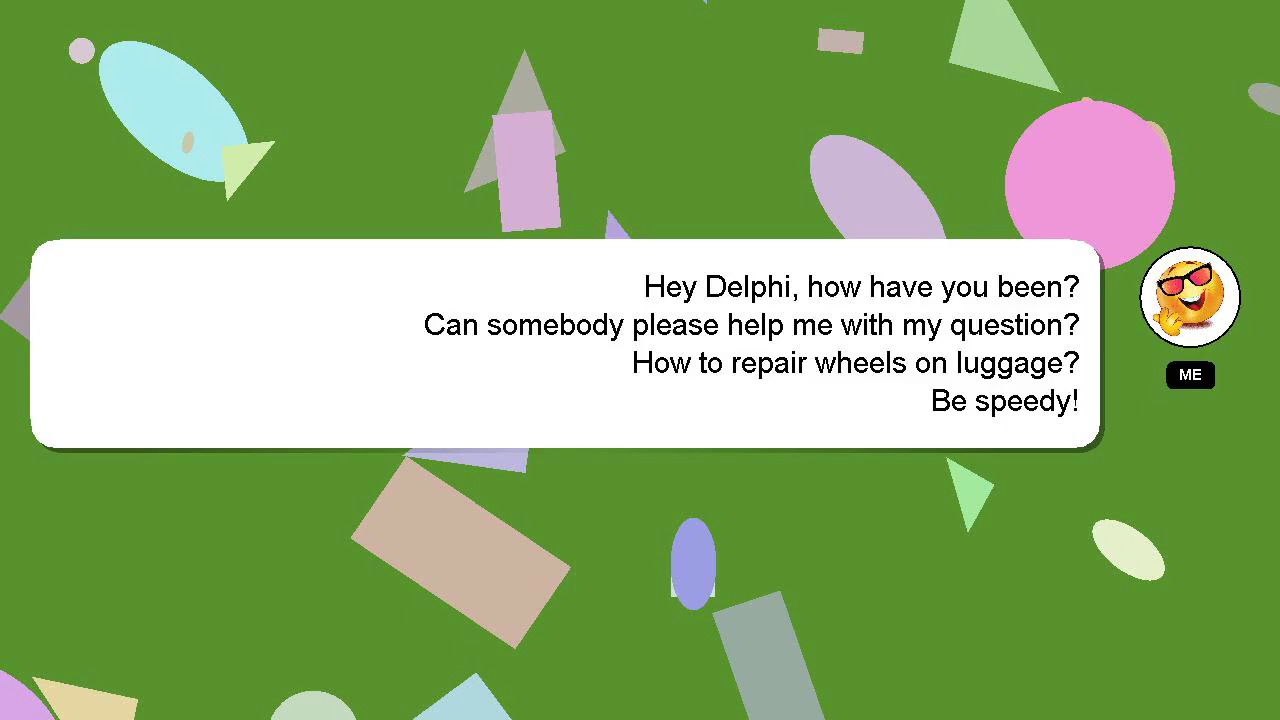 Hey Delphi, how have you been?
Can somebody please help me with my question?
How to repair wheels on luggage?
Be speedy!
ME